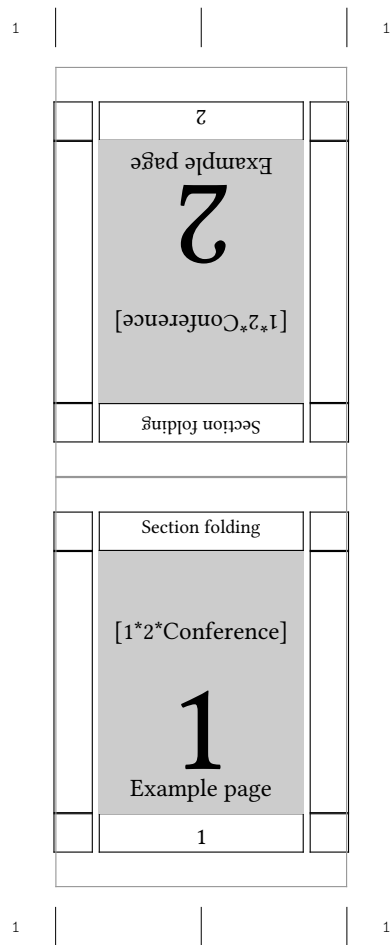 1 1
2
Example page
2
[1*2*Conference]
Section folding
Section folding
[1*2*Conference]
1
Example page
1
1 1